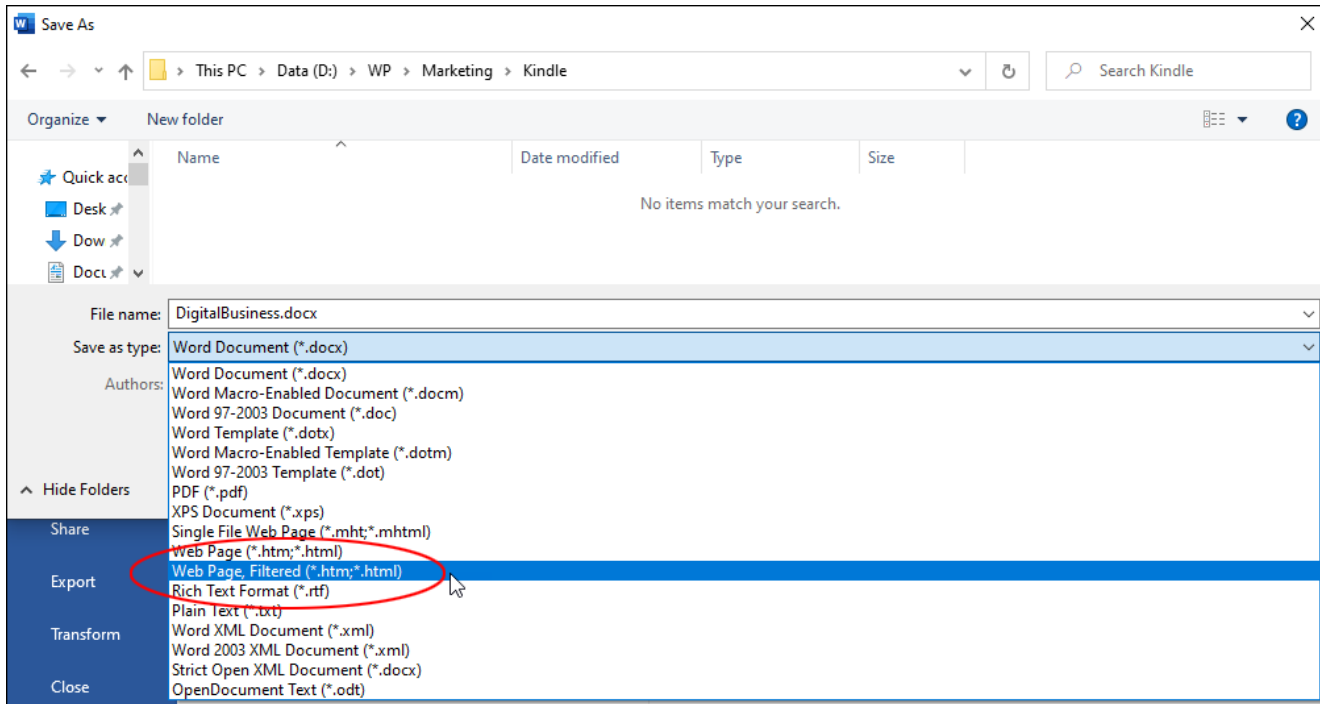 Save As
This PC > Data (D:) > WP > Marketing > Kindle
Search Kindle
Organize
New folder
Name
Date modified
Type
Size
Quick acc
Desk
Dow
Docu
No items match your search.
File name: DigitalBusiness.docx
Save as type: Word Document (*.docx)
Authors:
Word Document (*.docx)
Word Macro-Enabled Document (*.docm)
Word 97-2003 Document (*.doc)
Word Template (*.dotx)
Word Macro-Enabled Template (*.dotm)
Word 97-2003 Template (*.dot)
PDF (*.pdf)
XPS Document (*.xps)
Single File Web Page (*.mht;*.mhtml)
Web Page (*.htm;*.html)
Web Page, Filtered (*.htm;*.html)
Rich Text Format (*.rtf)
Plain Text (*.txt)
Word XML Document (*.xml)
Word 2003 XML Document (*.xml)
Strict Open XML Document (*.docx)
OpenDocument Text (*.odt)
Hide Folders
Share
Export
Transform
Close